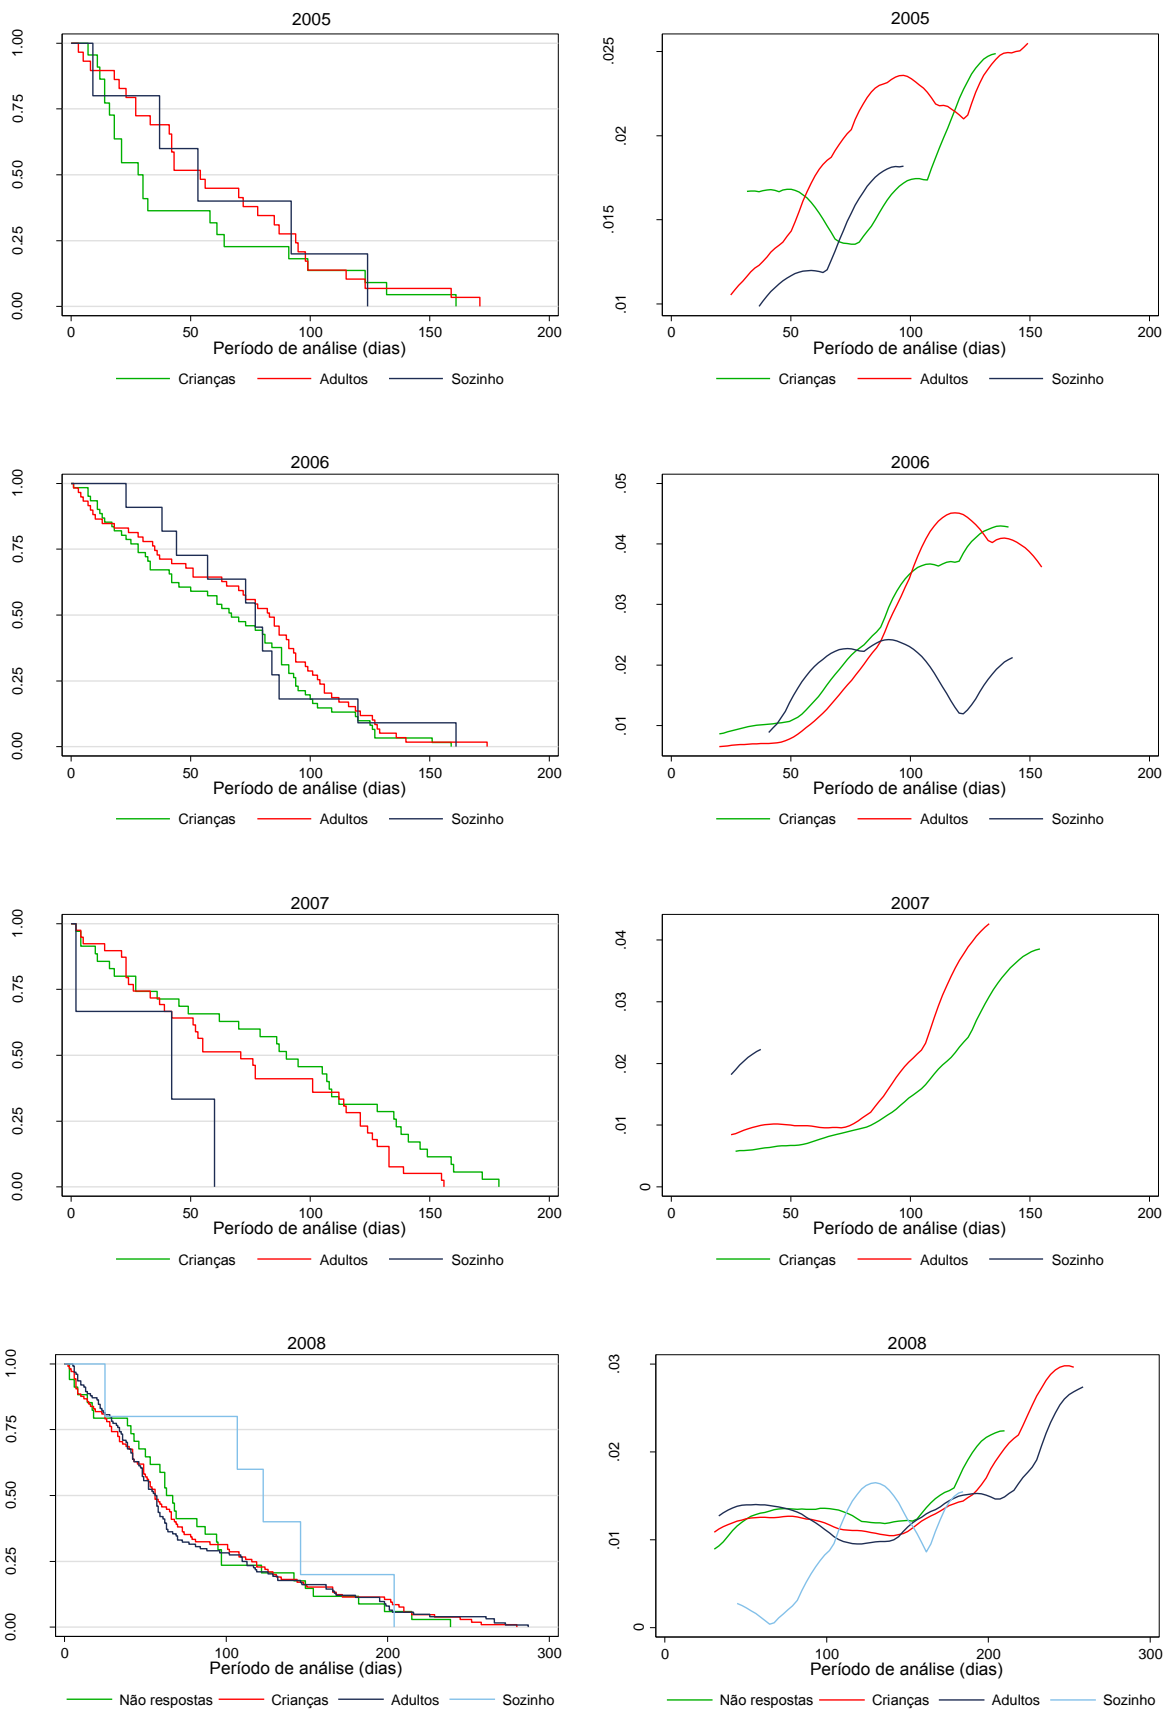 2005
1.00
0.75
0.50
0.25
0.00
0 50 100 150 200
Período de análise (dias)
Crianças Adultos Sozinho
2005
.025
.02
.015
.01
0 50 100 150 200
Período de análise (dias)
Crianças Adultos Sozinho
2006
1.00
0.75
0.50
0.25
0.00
0 50 100 150 200
Período de análise (dias)
Crianças Adultos Sozinho
2006
.05
.04
.03
.02
.01
0 50 100 150 200
Período de análise (dias)
Crianças Adultos Sozinho
2007
1.00
0.75
0.50
0.25
0.00
0 50 100 150 200
Período de análise (dias)
Crianças Adultos Sozinho
2007
.04
.03
.02
.01
0
0 50 100 150 200
Período de análise (dias)
Crianças Adultos Sozinho
2008
1.00
0.75
0.50
0.25
0.00
0 100 200 300
Período de análise (dias)
Não respostas Crianças Adultos Sozinho
2008
.03
.02
.01
0
0 100 200 300
Período de análise (dias)
Não respostas Crianças Adultos Sozinho